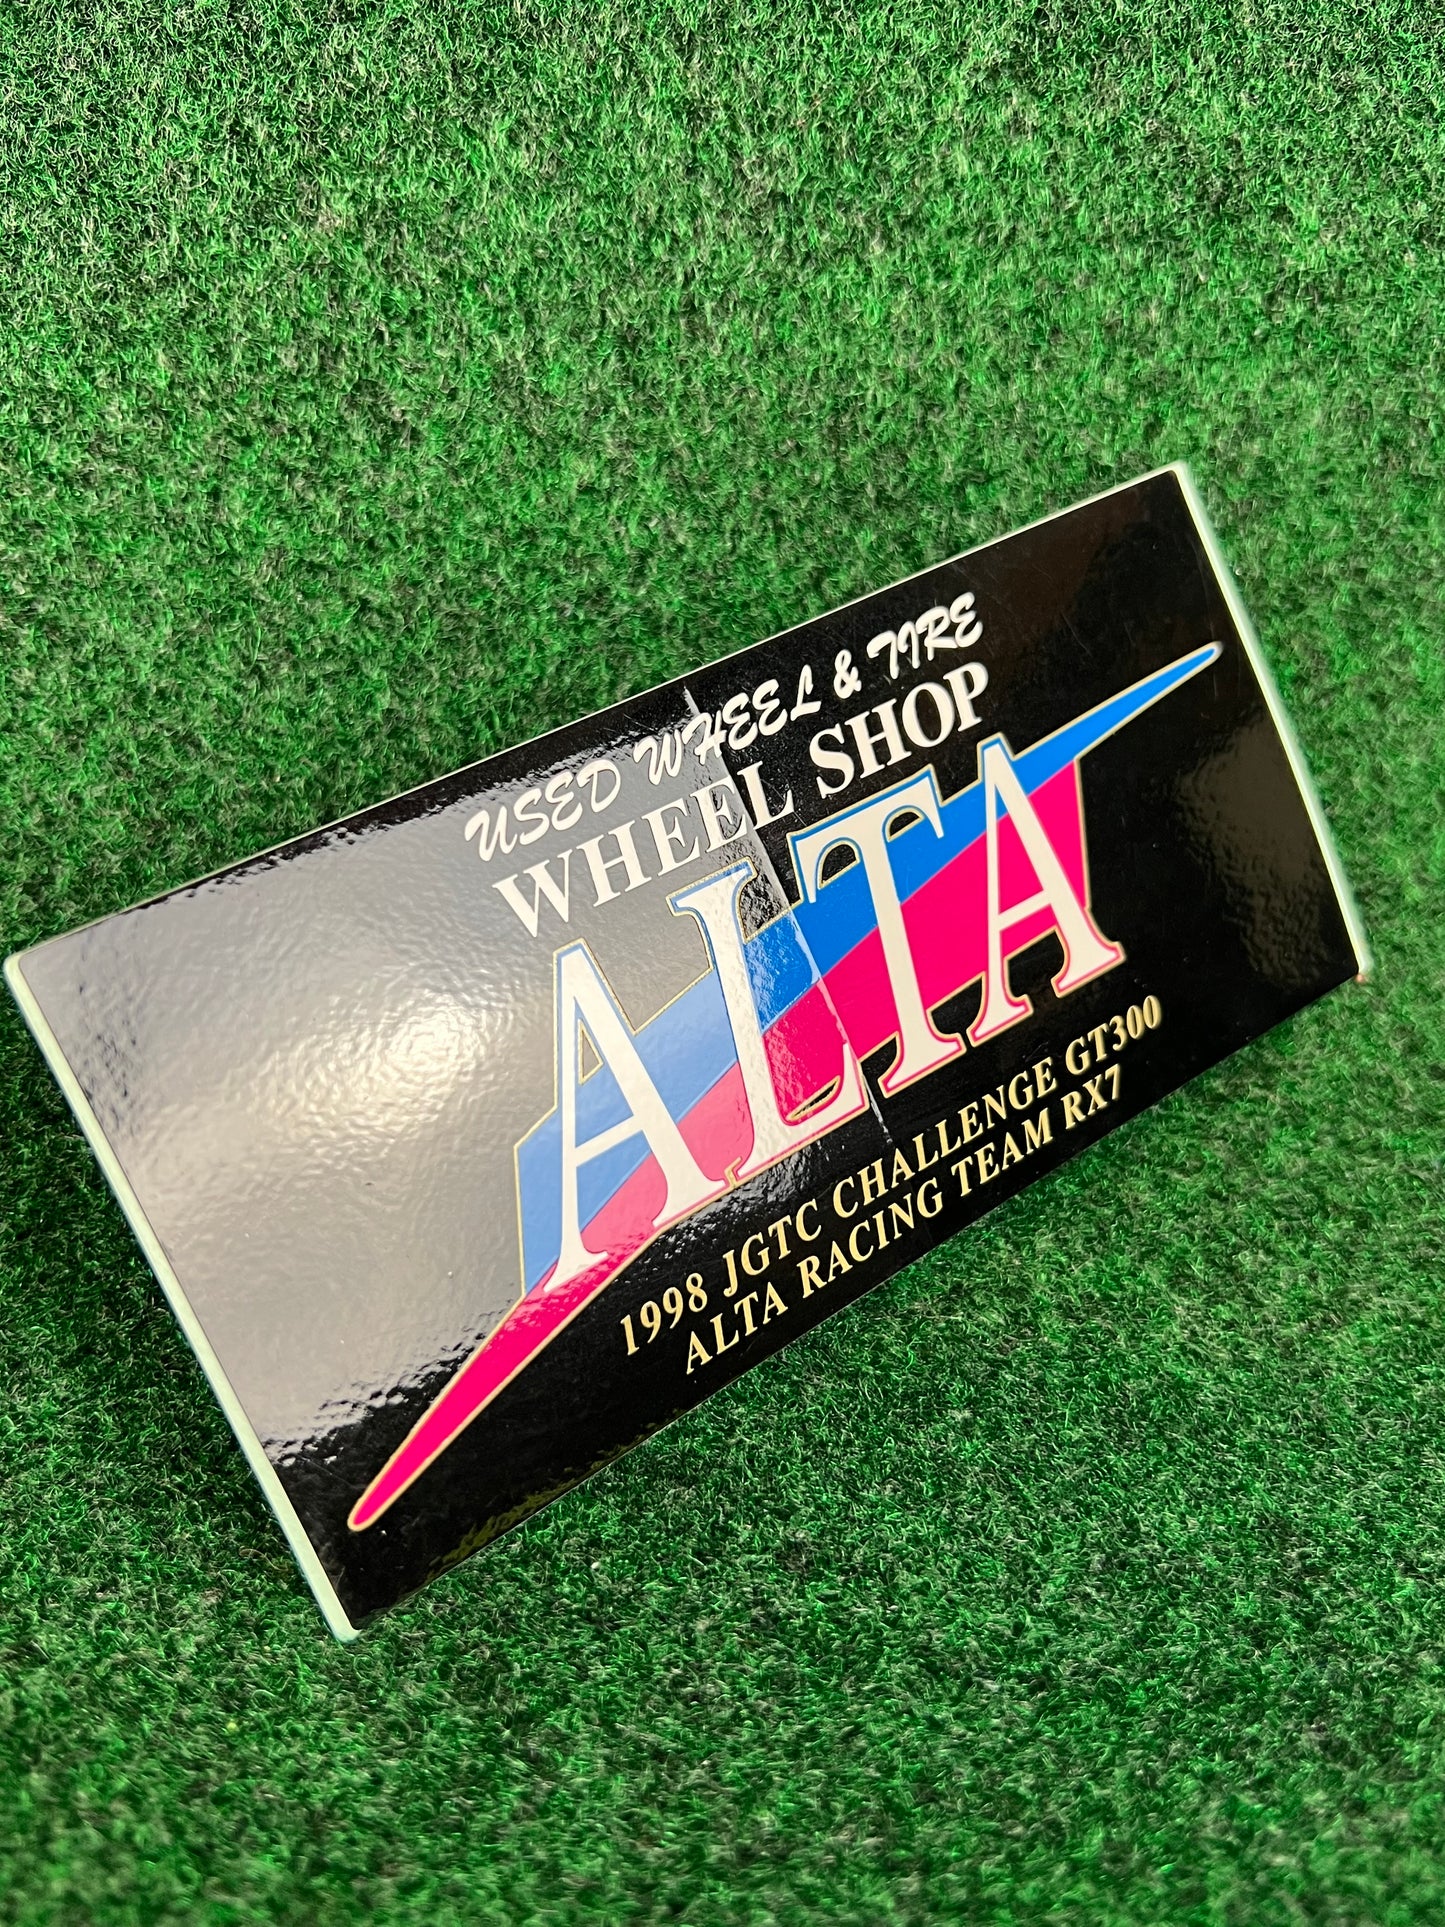 USED WHEEL & TIRE
WHEEL SHOP
ALTA
1998 JGTC CHALLENGE GT300
ALTA RACING TEAM RX7